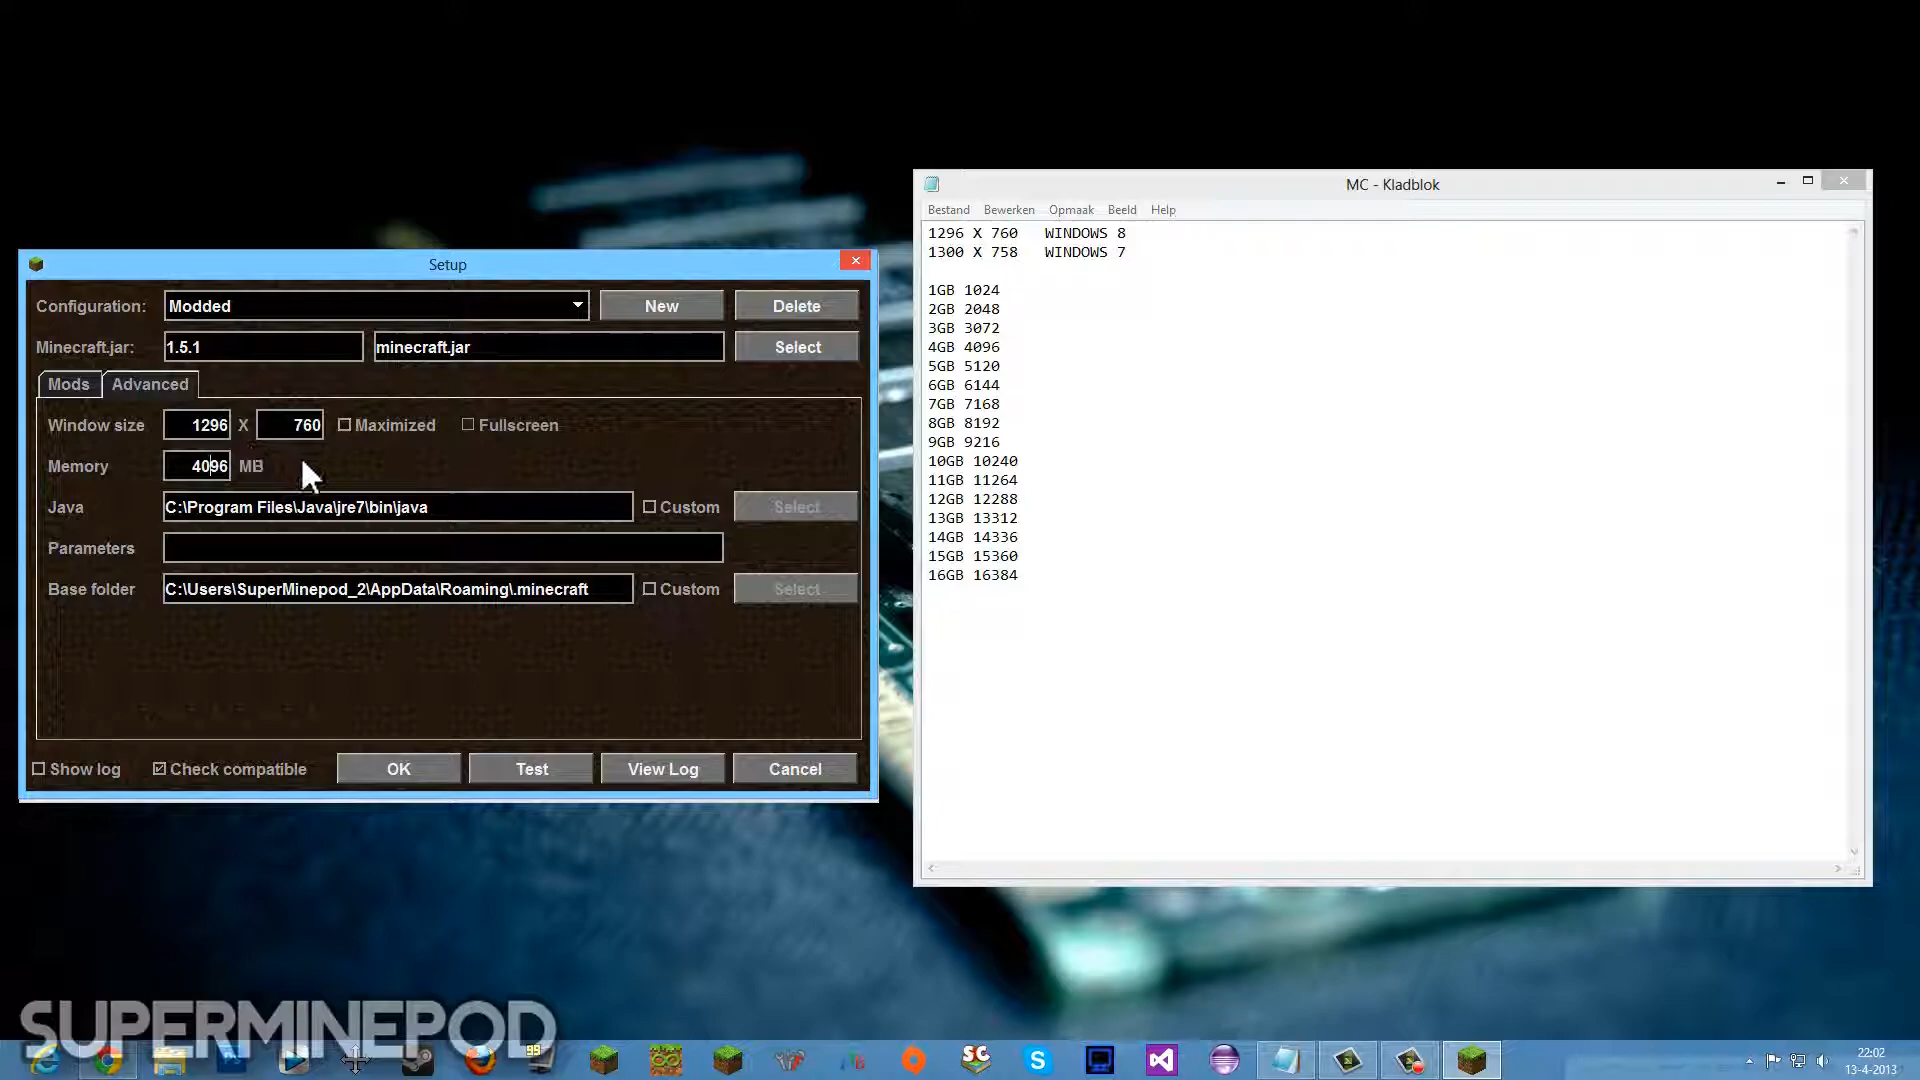 Setup
Configuration: Modded New Delete
Minecraft.jar: 1.5.1 minecraft.jar Select
Mods Advanced
Window size 1296 X 760 Maximized Fullscreen
Memory 4096 MB
Java C:\Program Files\Java\jre7\bin\java Custom Select
Parameters
Base folder C:\Users\SuperMinepod_2\AppData\Roaming\.minecraft Custom Select
Show log Check compatible OK Test View Log Cancel
MC - Kladblok
Bestand Bewerken Opmaak Beeld Help
1296 X 760 WINDOWS 8
1300 X 758 WINDOWS 7
1GB 1024
2GB 2048
3GB 3072
4GB 4096
5GB 5120
6GB 6144
7GB 7168
8GB 8192
9GB 9216
10GB 10240
11GB 11264
12GB 12288
13GB 13312
14GB 14336
15GB 15360
16GB 16384
SUPERMINEPOD
99
SC
22:02
13-4-2013